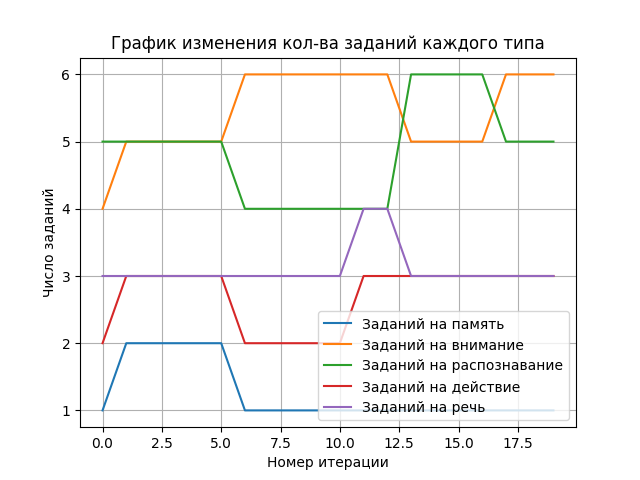 График изменения кол-ва заданий каждого типа
Число заданий
6
5
4
3
2
1
Заданий на память
Заданий на внимание
Заданий на распознавание
Заданий на действие
Заданий на речь
0.0 2.5 5.0 7.5 10.0 12.5 15.0 17.5
Номер итерации